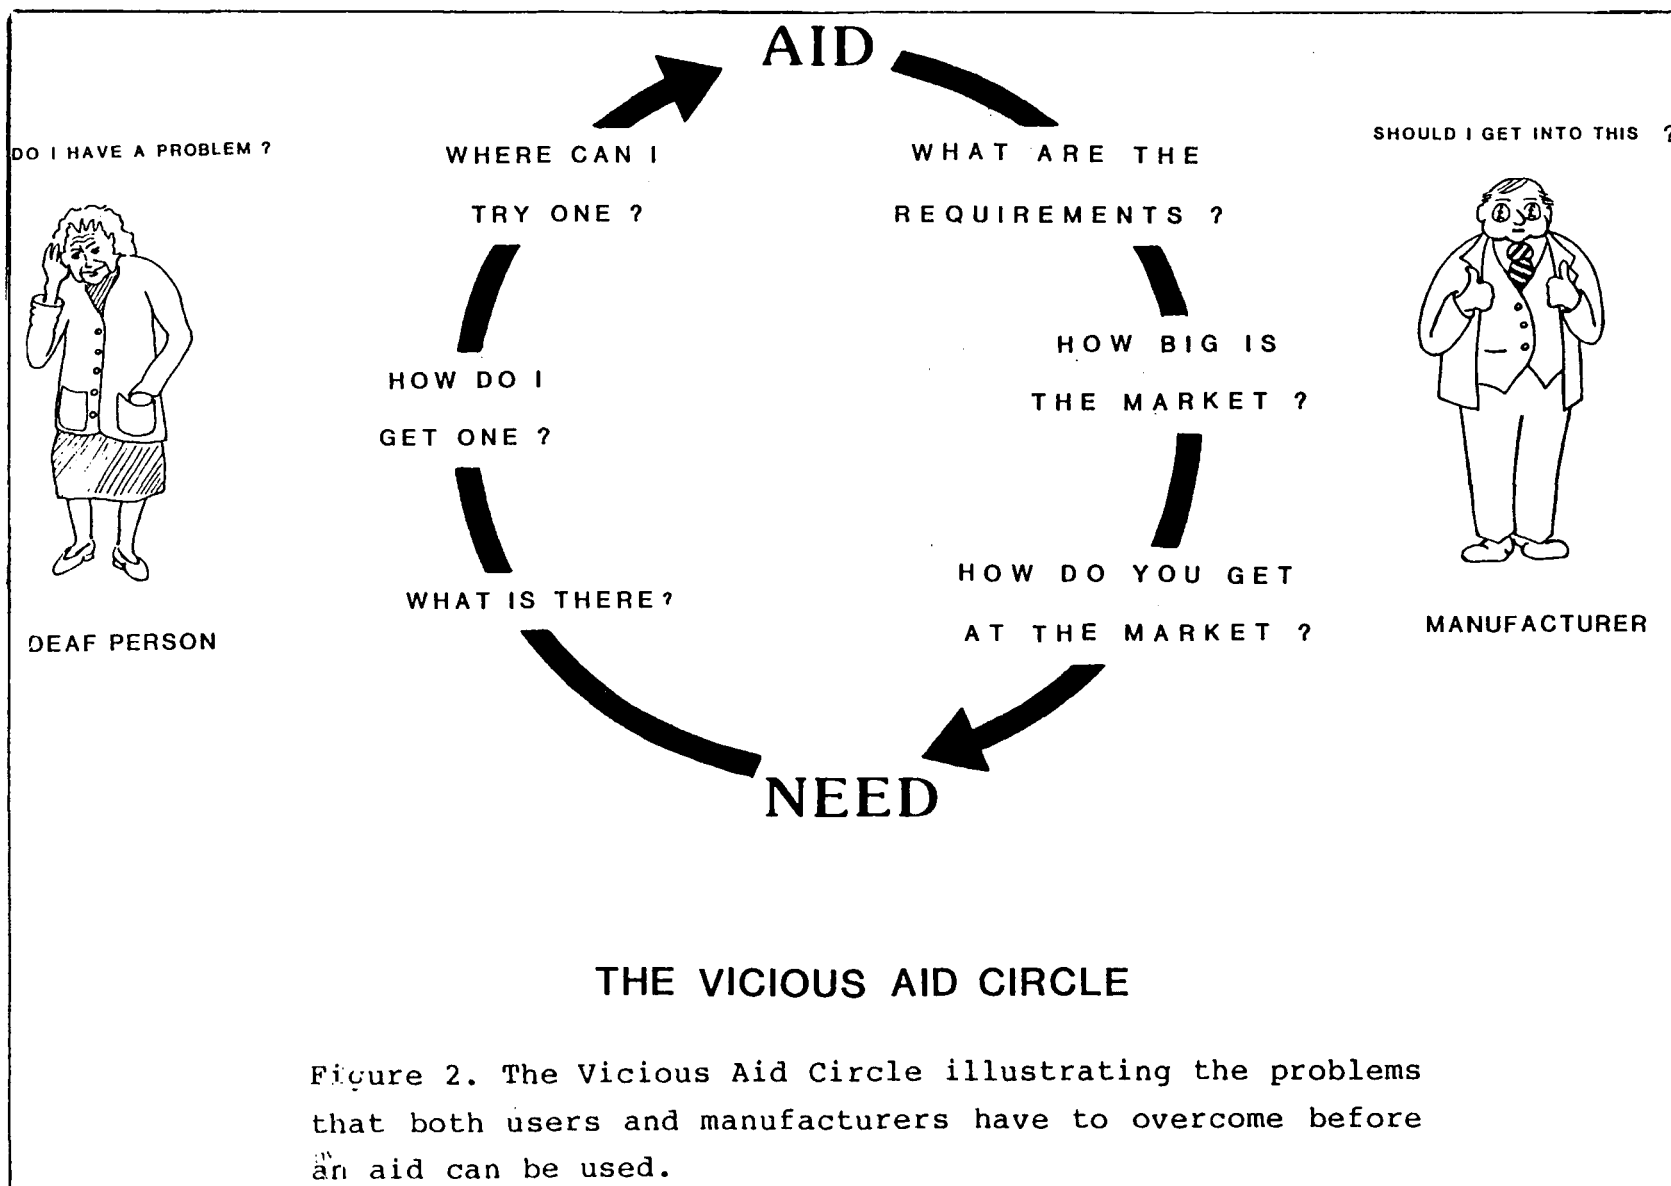 AID
DO I HAVE A PROBLEM ?
WHERE CAN I
TRY ONE ?
WHAT ARE THE
REQUIREMENTS ?
SHOULD I GET INTO THIS ?
HOW DO I
GET ONE ?
HOW BIG IS
THE MARKET ?
WHAT IS THERE?
HOW DO YOU GET
AT THE MARKET ?
DEAF PERSON
MANUFACTURER
NEED
THE VICIOUS AID CIRCLE
Figure 2. The Vicious Aid Circle illustrating the problems
that both users and manufacturers have to overcome before
an aid can be used.